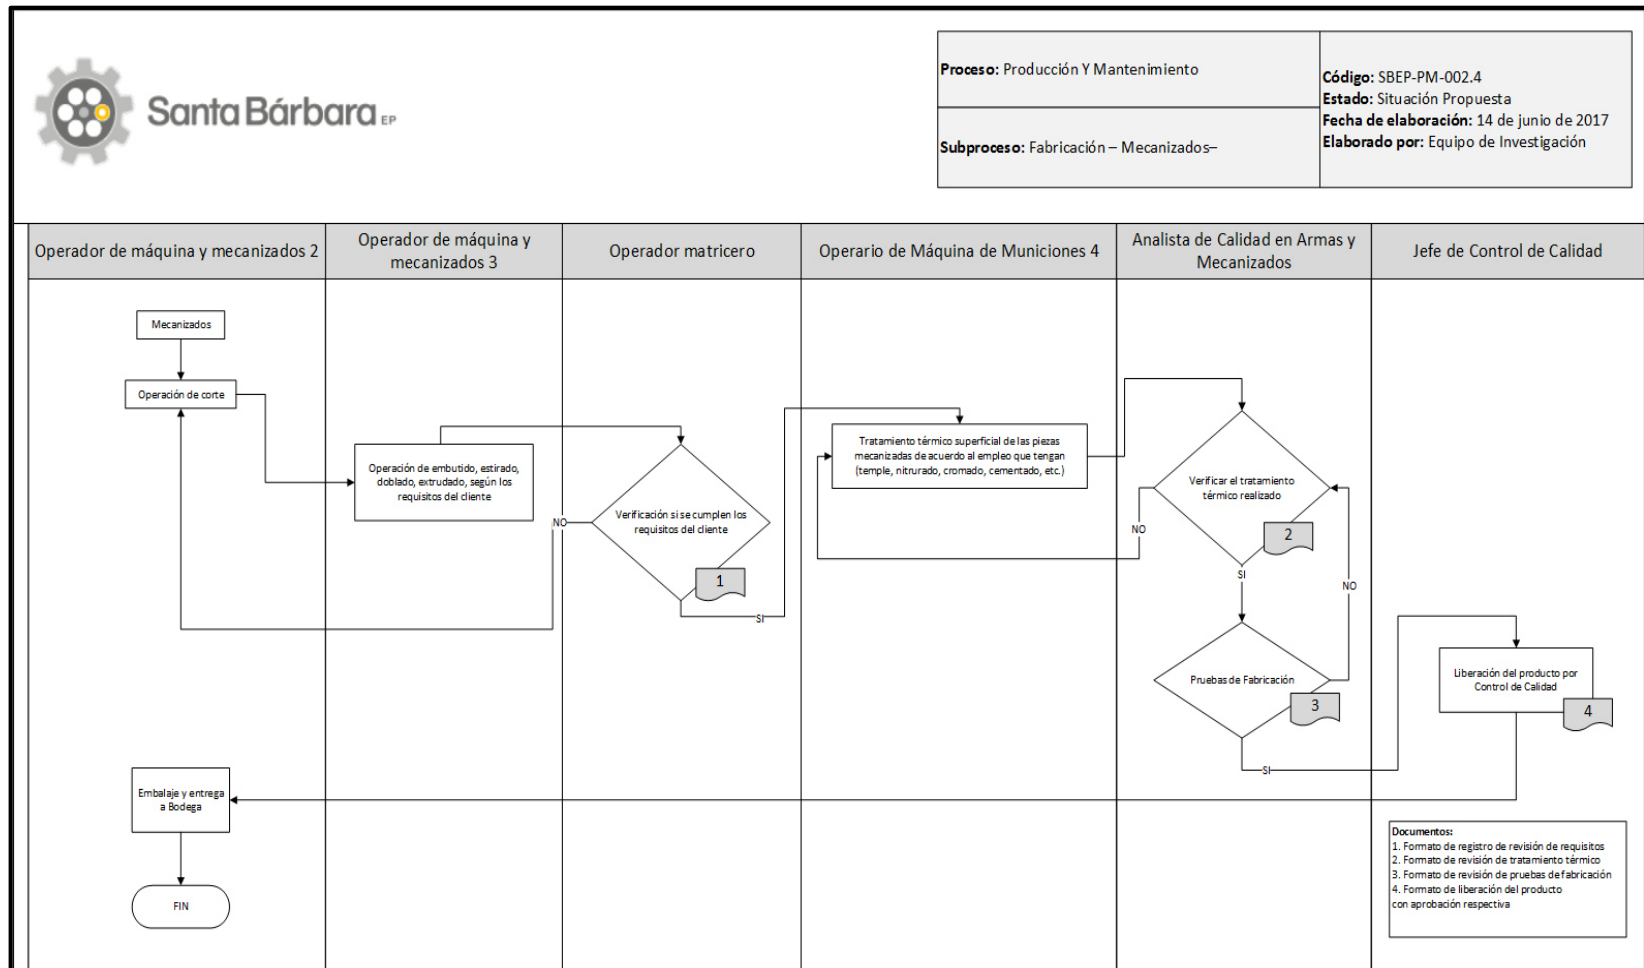 Santa Bárbara EP
Proceso: Producción Y Mantenimiento
Subproceso: Fabricación – Mecanizados–
Código: SBEP-PM-002.4
Estado: Situación Propuesta
Fecha de elaboración: 14 de junio de 2017
Elaborado por: Equipo de Investigación
Operador de máquina y mecanizados 2
Operador de máquina y
mecanizados 3
Operador matricero
Operario de Máquina de Municiones 4
Analista de Calidad en Armas y
Mecanizados
Jefe de Control de Calidad
Mecanizados
Operación de corte
Operación de embutido, estirado,
doblado, extrudado, según los
requisitos del cliente
Verificación si se cumplen los
requisitos del cliente
NO
1
SI
Tratamiento térmico superficial de las piezas
mecanizadas de acuerdo al empleo que tengan
(temple, nitrurado, cromado, cementado, etc.)
Verificar el tratamiento
térmico realizado
NO
2
SI
NO
Pruebas de Fabricación
3
SI
Liberación del producto por
Control de Calidad
4
Embalaje y entrega
a Bodega
FIN
Documentos:
1. Formato de registro de revisión de requisitos
2. Formato de revisión de tratamiento térmico
3. Formato de revisión de pruebas de fabricación
4. Formato de liberación del producto
con aprobación respectiva